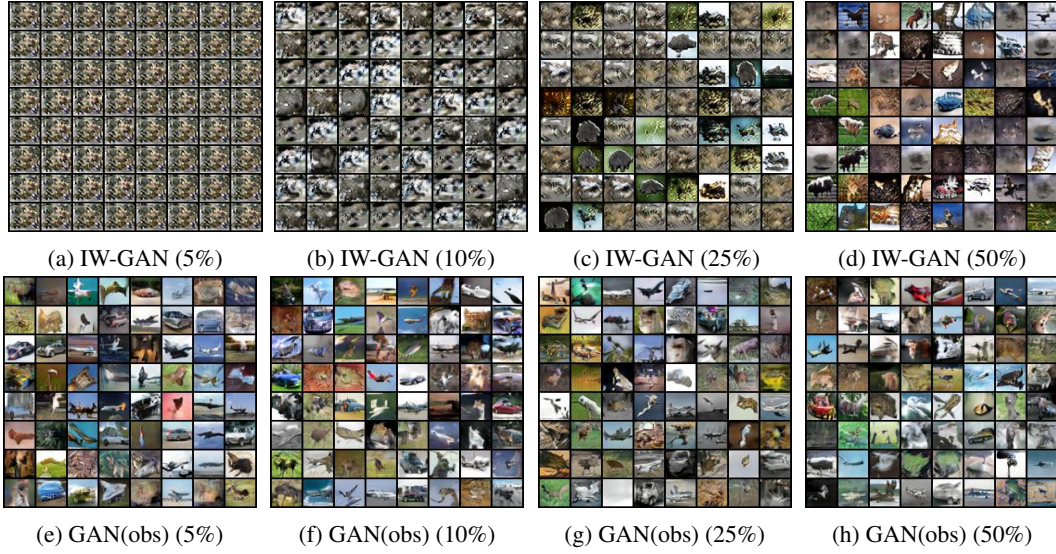 (a) IW-GAN (5%)
(b) IW-GAN (10%)
(c) IW-GAN (25%)
(d) IW-GAN (50%)
(e) GAN(obs) (5%)
(f) GAN(obs) (10%)
(g) GAN(obs) (25%)
(h) GAN(obs) (50%)